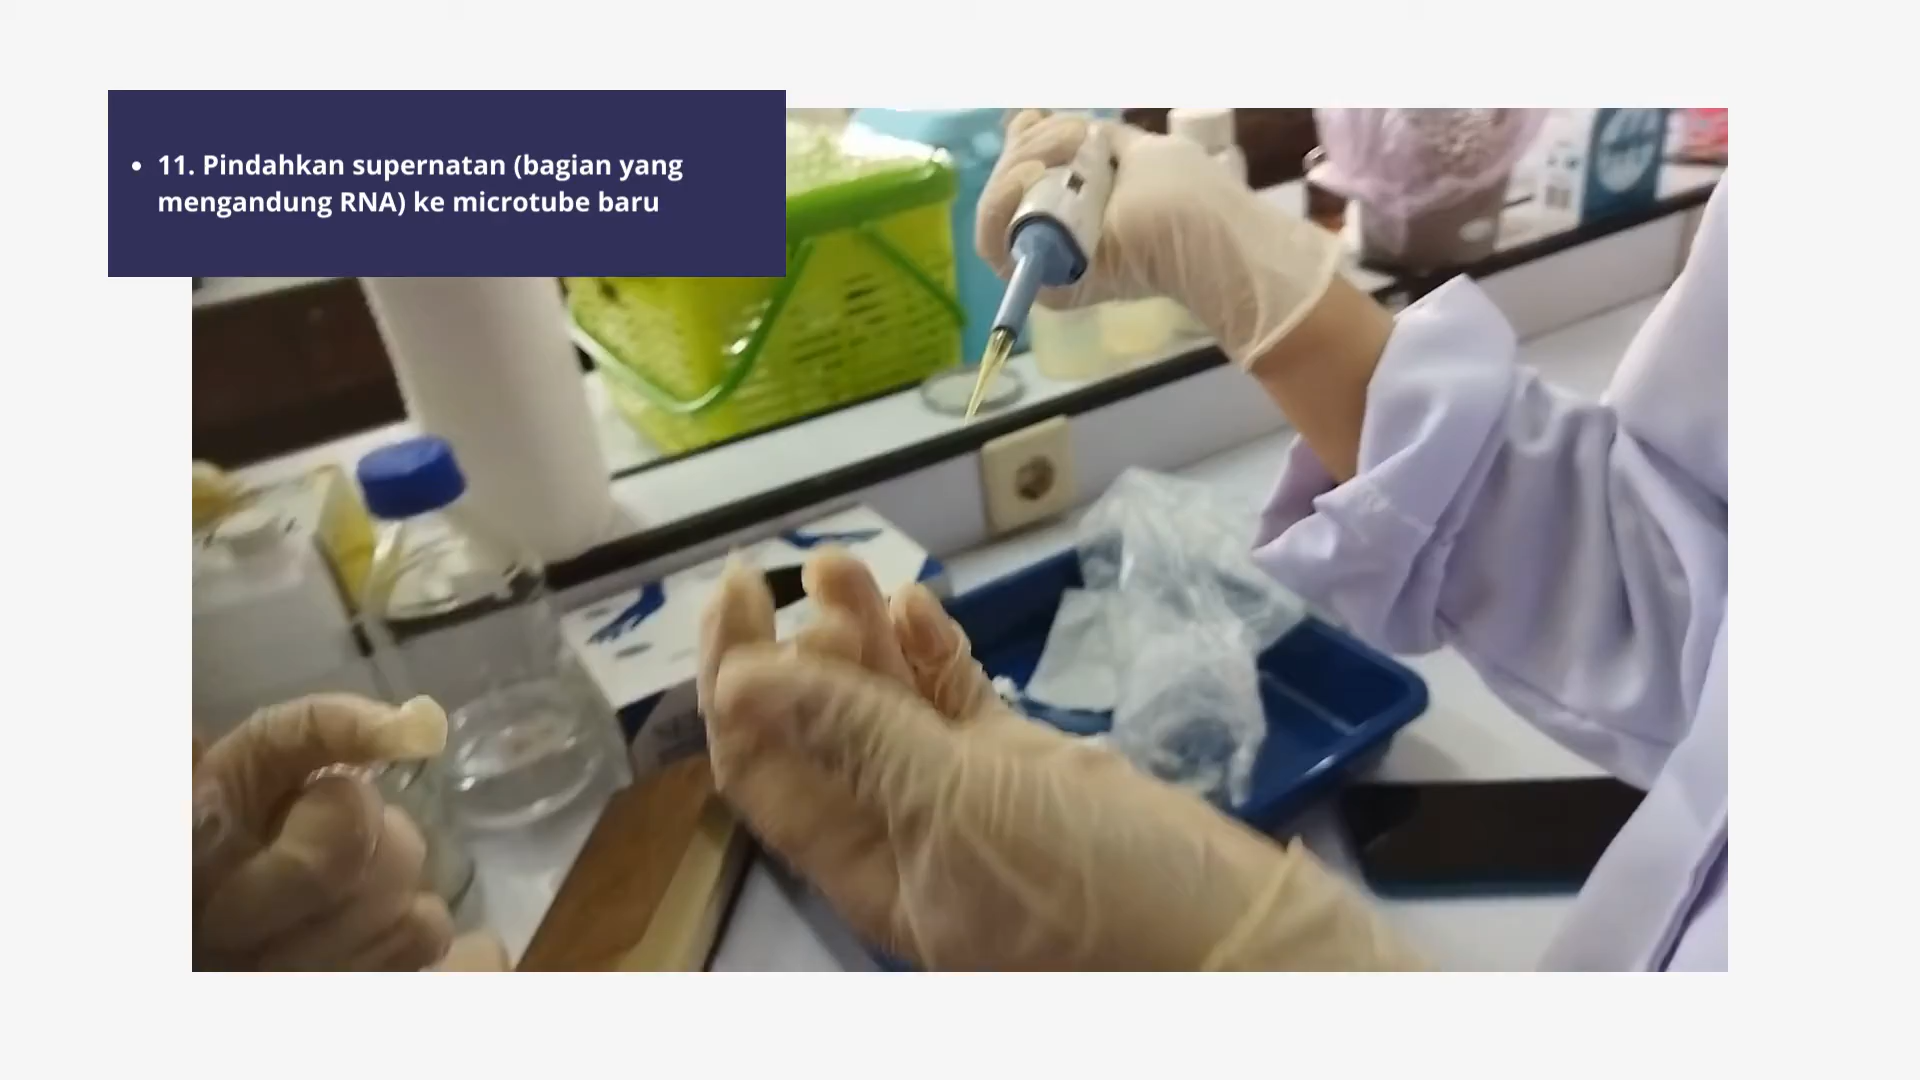 11. Pindahkan supernatan (bagian yang
mengandung RNA) ke microtube baru